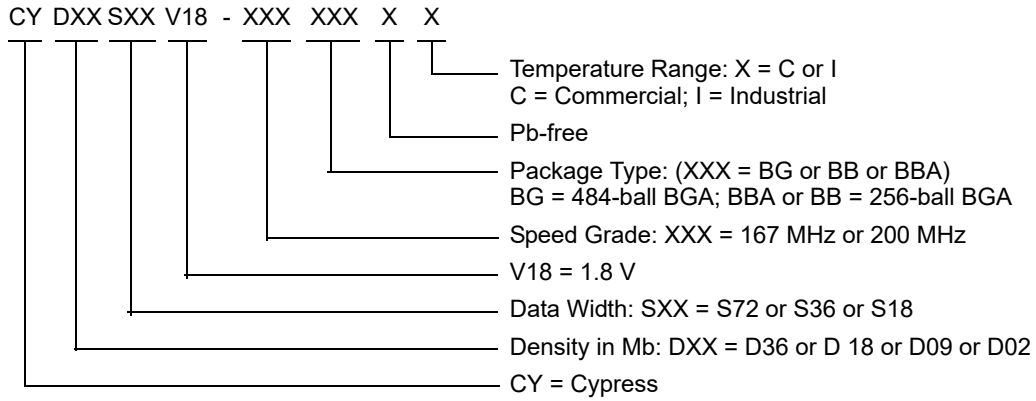 CY DXX SXX V18 - XXX XXX X X
Temperature Range: X = C or I
C = Commercial; I = Industrial
Pb-free
Package Type: (XXX = BG or BB or BBA)
BG = 484-ball BGA; BBA or BB = 256-ball BGA
Speed Grade: XXX = 167 MHz or 200 MHz
V18 = 1.8 V
Data Width: SXX = S72 or S36 or S18
Density in Mb: DXX = D36 or D 18 or D09 or D02
CY = Cypress